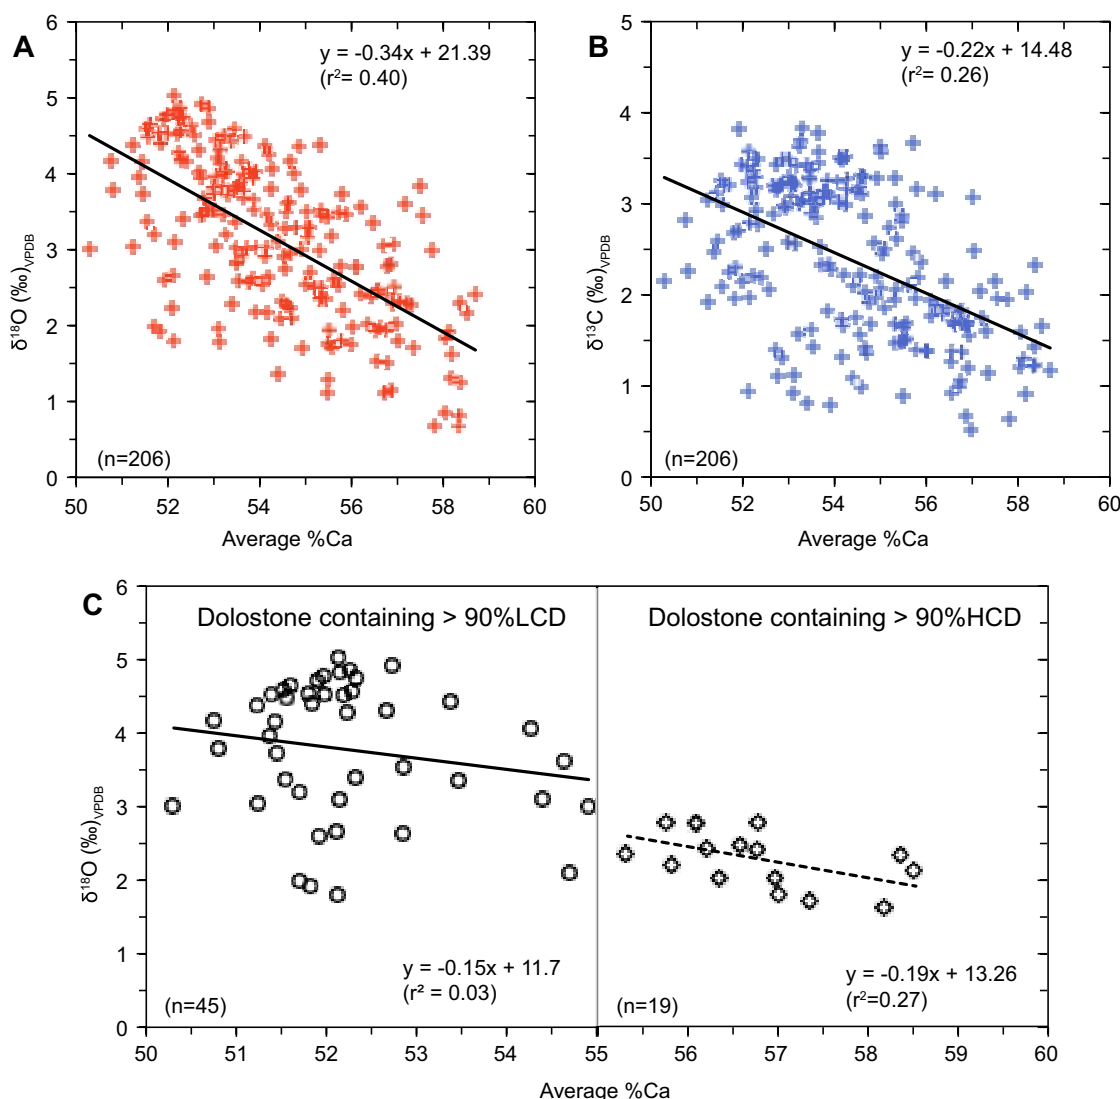 A
y = -0.34x + 21.39
(r²= 0.40)
6
5
4
3
2
1
0
δ¹⁸O (‰)VPDB
(n=206)
50 52 54 56 58 60
Average %Ca
B
y = -0.22x + 14.48
(r²= 0.26)
5
4
3
2
1
0
δ¹³C (‰)VPDB
(n=206)
50 52 54 56 58 60
Average %Ca
C
Dolostone containing > 90%LCD
Dolostone containing > 90%HCD
6
5
4
3
2
1
0
δ¹⁸O (‰)VPDB
y = -0.15x + 11.7
(r² = 0.03)
(n=45)
y = -0.19x + 13.26
(r²=0.27)
(n=19)
50 51 52 53 54 55 56 57 58 59 60
Average %Ca